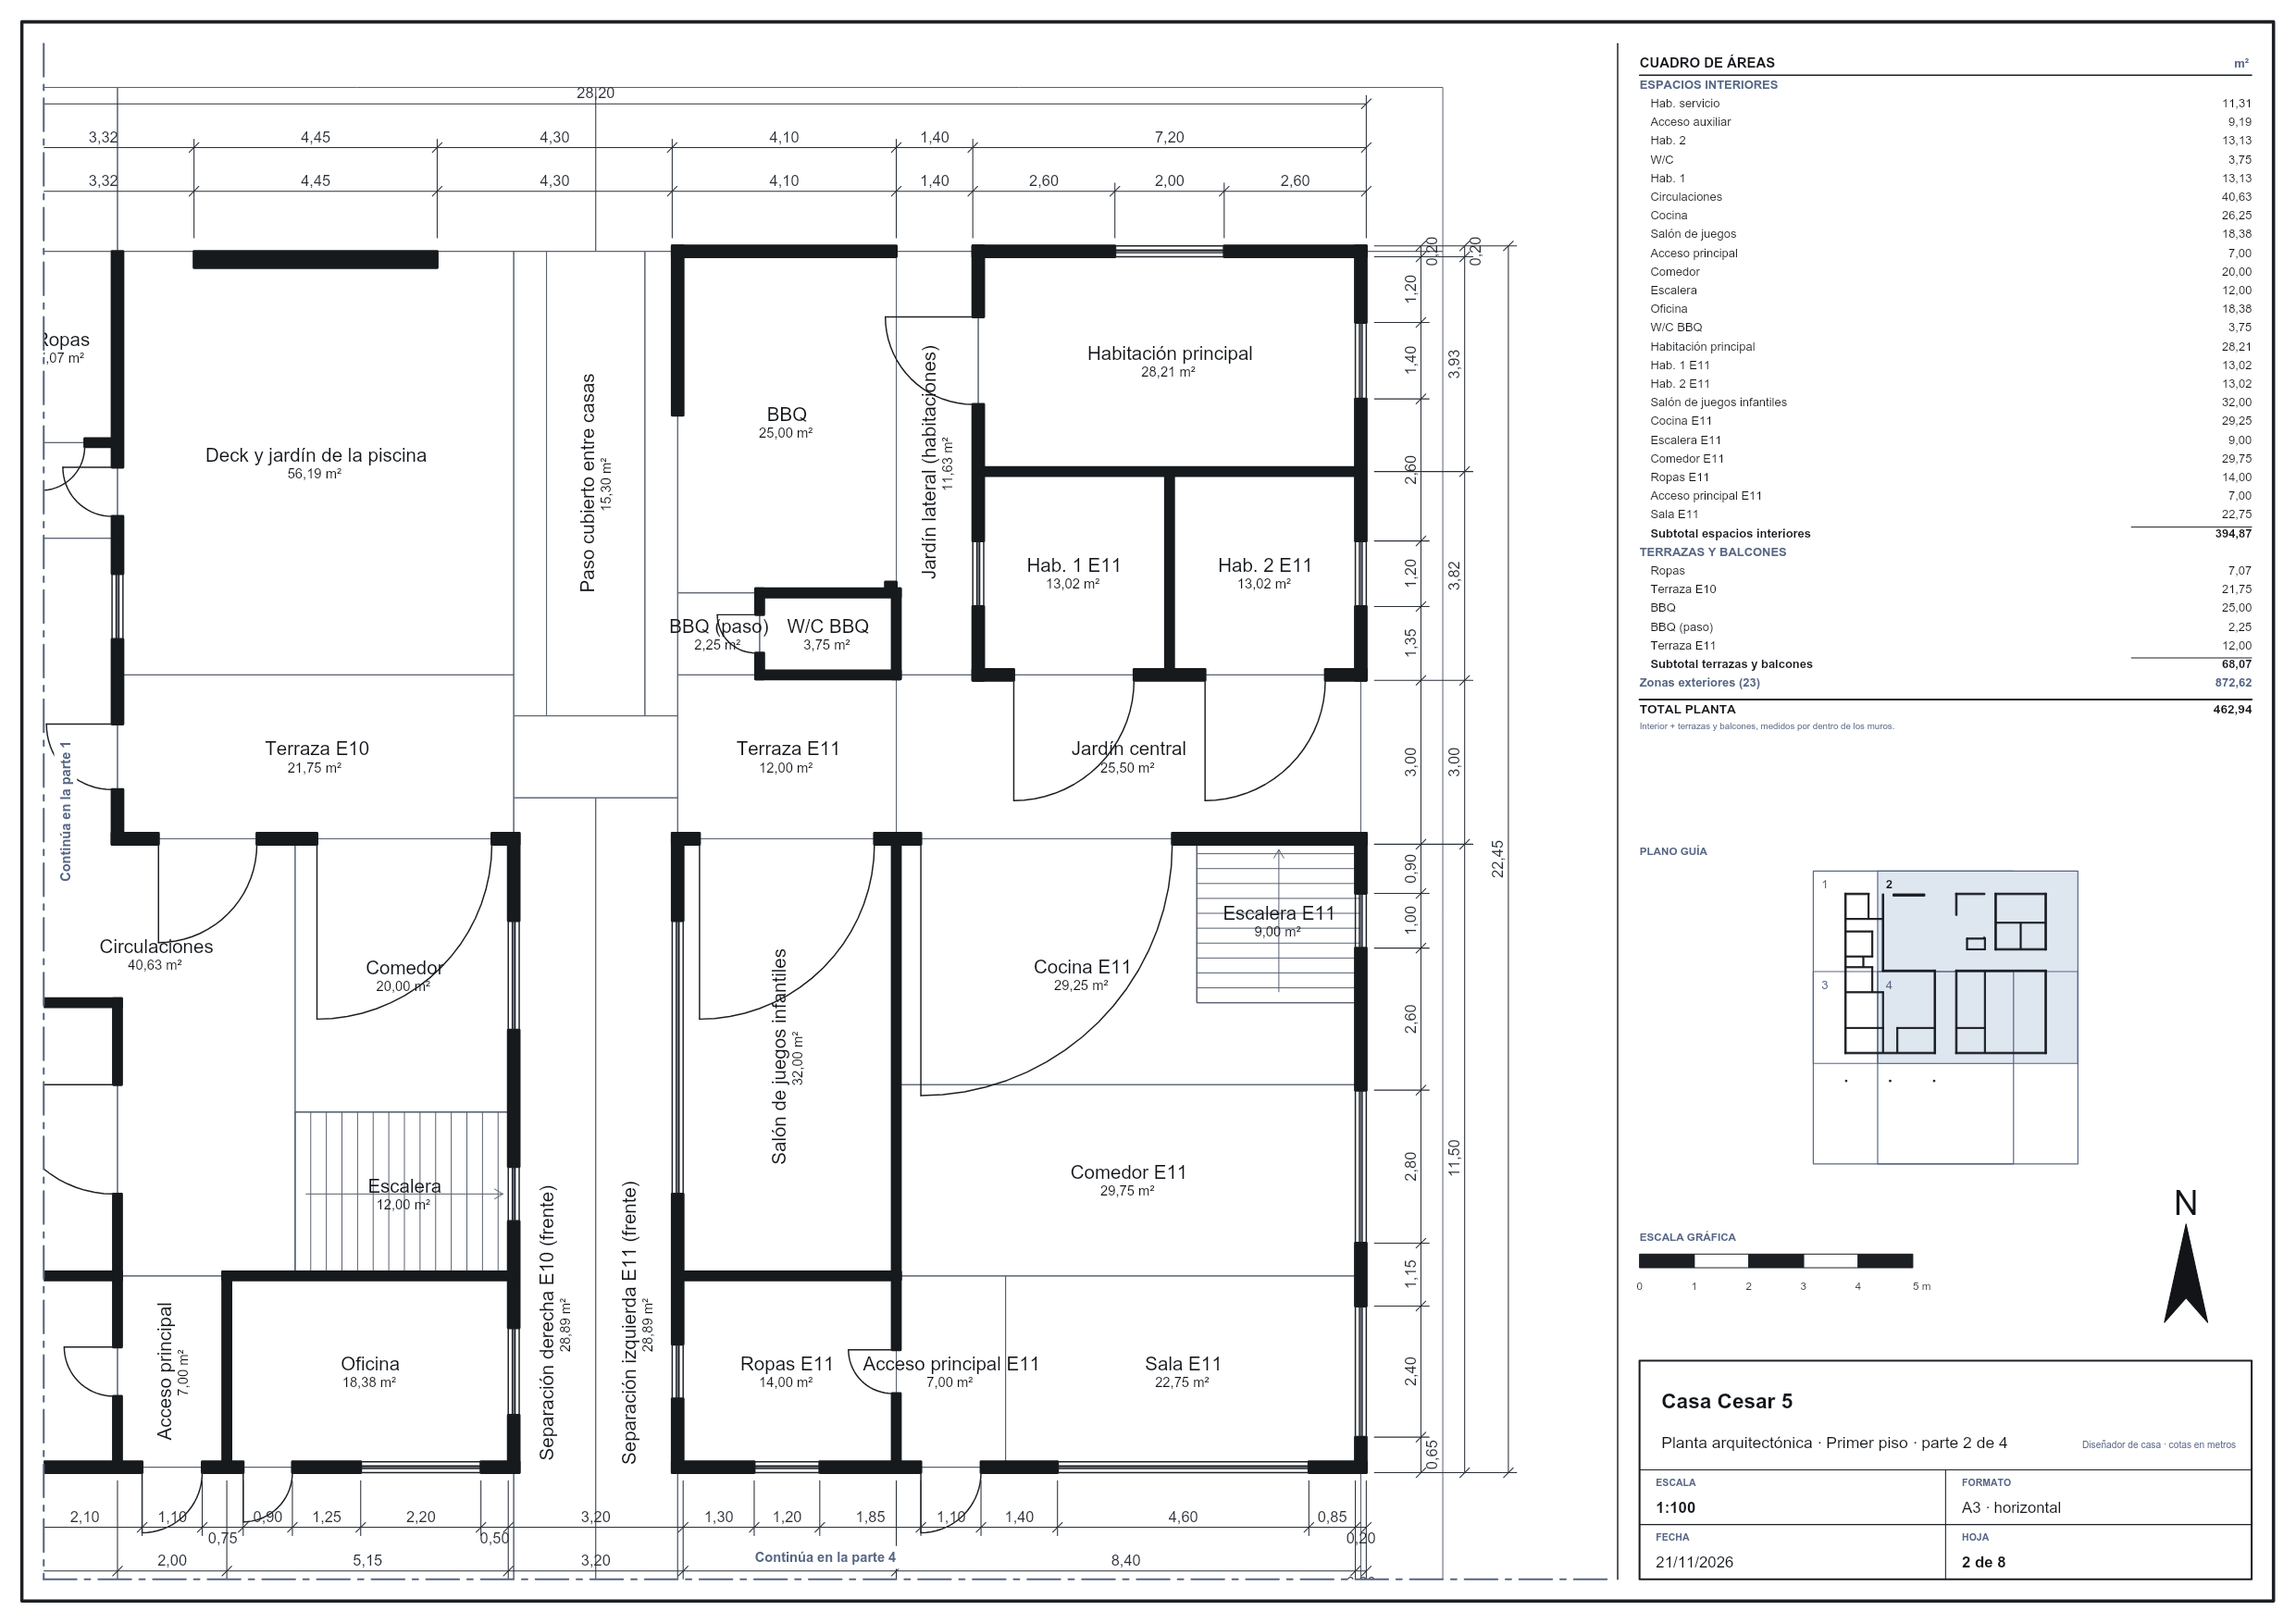 28,20
3,32
4,45
4,30
4,10
1,40
7,20
3,32
4,45
4,30
4,10
1,40
2,60
2,00
2,60
0,20
0,20
1,20
1,40
3,93
2,60
1,20
3,82
1,35
3,00
3,00
22,45
0,90
1,00
2,60
2,80
11,50
1,15
2,40
0,65
Ropas
,07 m²
Deck y jardín de la piscina
56,19 m²
Paso cubierto entre casas
15,30 m²
BBQ
25,00 m²
Jardín lateral (habitaciones)
11,63 m²
Habitación principal
28,21 m²
Hab. 1 E11
13,02 m²
Hab. 2 E11
13,02 m²
BBQ (paso)
2,25 m²
W/C BBQ
3,75 m²
Continúa en la parte 1
Terraza E10
21,75 m²
Terraza E11
12,00 m²
Jardín central
25,50 m²
Circulaciones
40,63 m²
Comedor
20,00 m²
Salón de juegos infantiles
32,00 m²
Cocina E11
29,25 m²
Escalera E11
9,00 m²
Escalera
12,00 m²
Comedor E11
29,75 m²
Separación derecha E10 (frente)
28,89 m²
Separación izquierda E11 (frente)
28,89 m²
Acceso principal
7,00 m²
Oficina
18,38 m²
Ropas E11
14,00 m²
Acceso principal E11
7,00 m²
Sala E11
22,75 m²
2,10
1,10
0,75
0,90
1,25
2,20
0,50
3,20
1,30
1,20
1,85
1,10
1,40
4,60
0,85
0,20
2,00
5,15
3,20
Continúa en la parte 4
8,40
CUADRO DE ÁREAS m²
ESPACIOS INTERIORES
Hab. servicio 11,31
Acceso auxiliar 9,19
Hab. 2 13,13
W/C 3,75
Hab. 1 13,13
Circulaciones 40,63
Cocina 26,25
Salón de juegos 18,38
Acceso principal 7,00
Comedor 20,00
Escalera 12,00
Oficina 18,38
W/C BBQ 3,75
Habitación principal 28,21
Hab. 1 E11 13,02
Hab. 2 E11 13,02
Salón de juegos infantiles 32,00
Cocina E11 29,25
Escalera E11 9,00
Comedor E11 29,75
Ropas E11 14,00
Acceso principal E11 7,00
Sala E11 22,75
Subtotal espacios interiores 394,87
TERRAZAS Y BALCONES
Ropas 7,07
Terraza E10 21,75
BBQ 25,00
BBQ (paso) 2,25
Terraza E11 12,00
Subtotal terrazas y balcones 68,07
Zonas exteriores (23) 872,62
TOTAL PLANTA 462,94
Interior + terrazas y balcones, medidos por dentro de los muros.
PLANO GUÍA
1
2
3
4
N
ESCALA GRÁFICA
0 1 2 3 4 5 m
Casa Cesar 5
Planta arquitectónica · Primer piso · parte 2 de 4
Diseñador de casa · cotas en metros
ESCALA
1:100
FORMATO
A3 · horizontal
FECHA
21/11/2026
HOJA
2 de 8